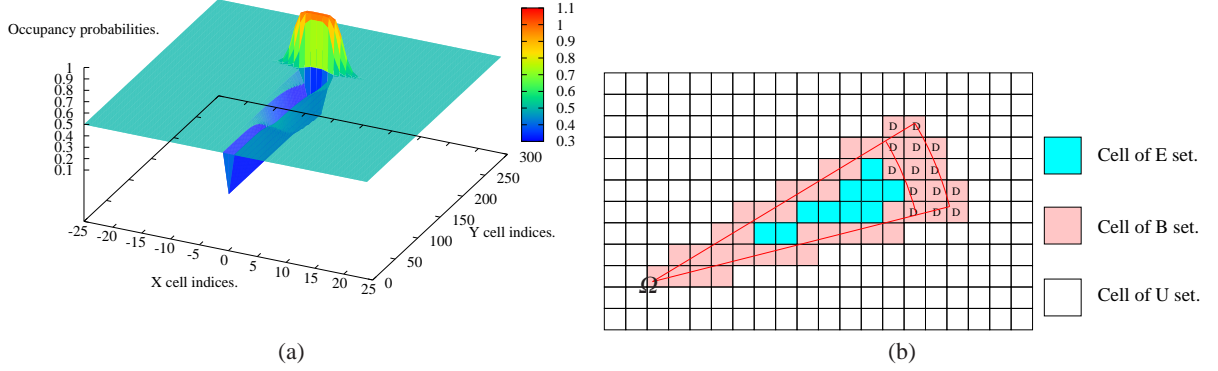 Occupancy probabilities.
1
0.9
0.8
0.7
0.6
0.5
0.4
0.3
0.2
0.1
1.1
1
0.9
0.8
0.7
0.6
0.5
0.4
0.3
300
250
200
150
100
50
0
Y cell indices.
-25
-20
-15
-10
-5
0
5
10
15
20
25
X cell indices.
(a)
D D
D D D
D D D
D D D
D D D
Ω
Cell of E set.
Cell of B set.
Cell of U set.
(b)